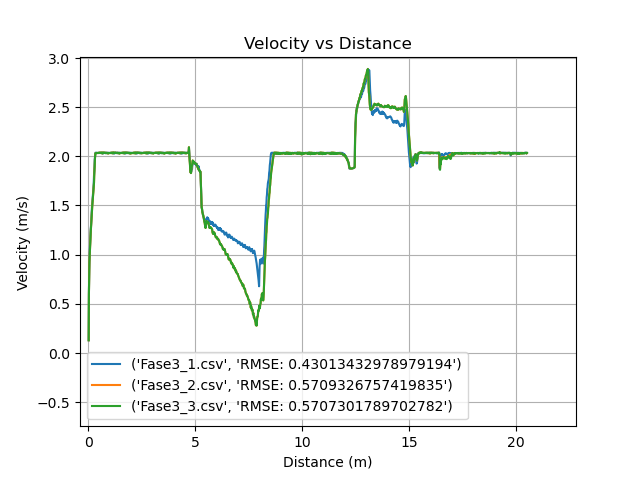 Velocity vs Distance
3.0
2.5
2.0
1.5
1.0
0.5
0.0
−0.5
Velocity (m/s)
('Fase3_1.csv', 'RMSE: 0.43013432978979194')
('Fase3_2.csv', 'RMSE: 0.5709326757419835')
('Fase3_3.csv', 'RMSE: 0.5707301789702782')
0 5 10 15 20
Distance (m)